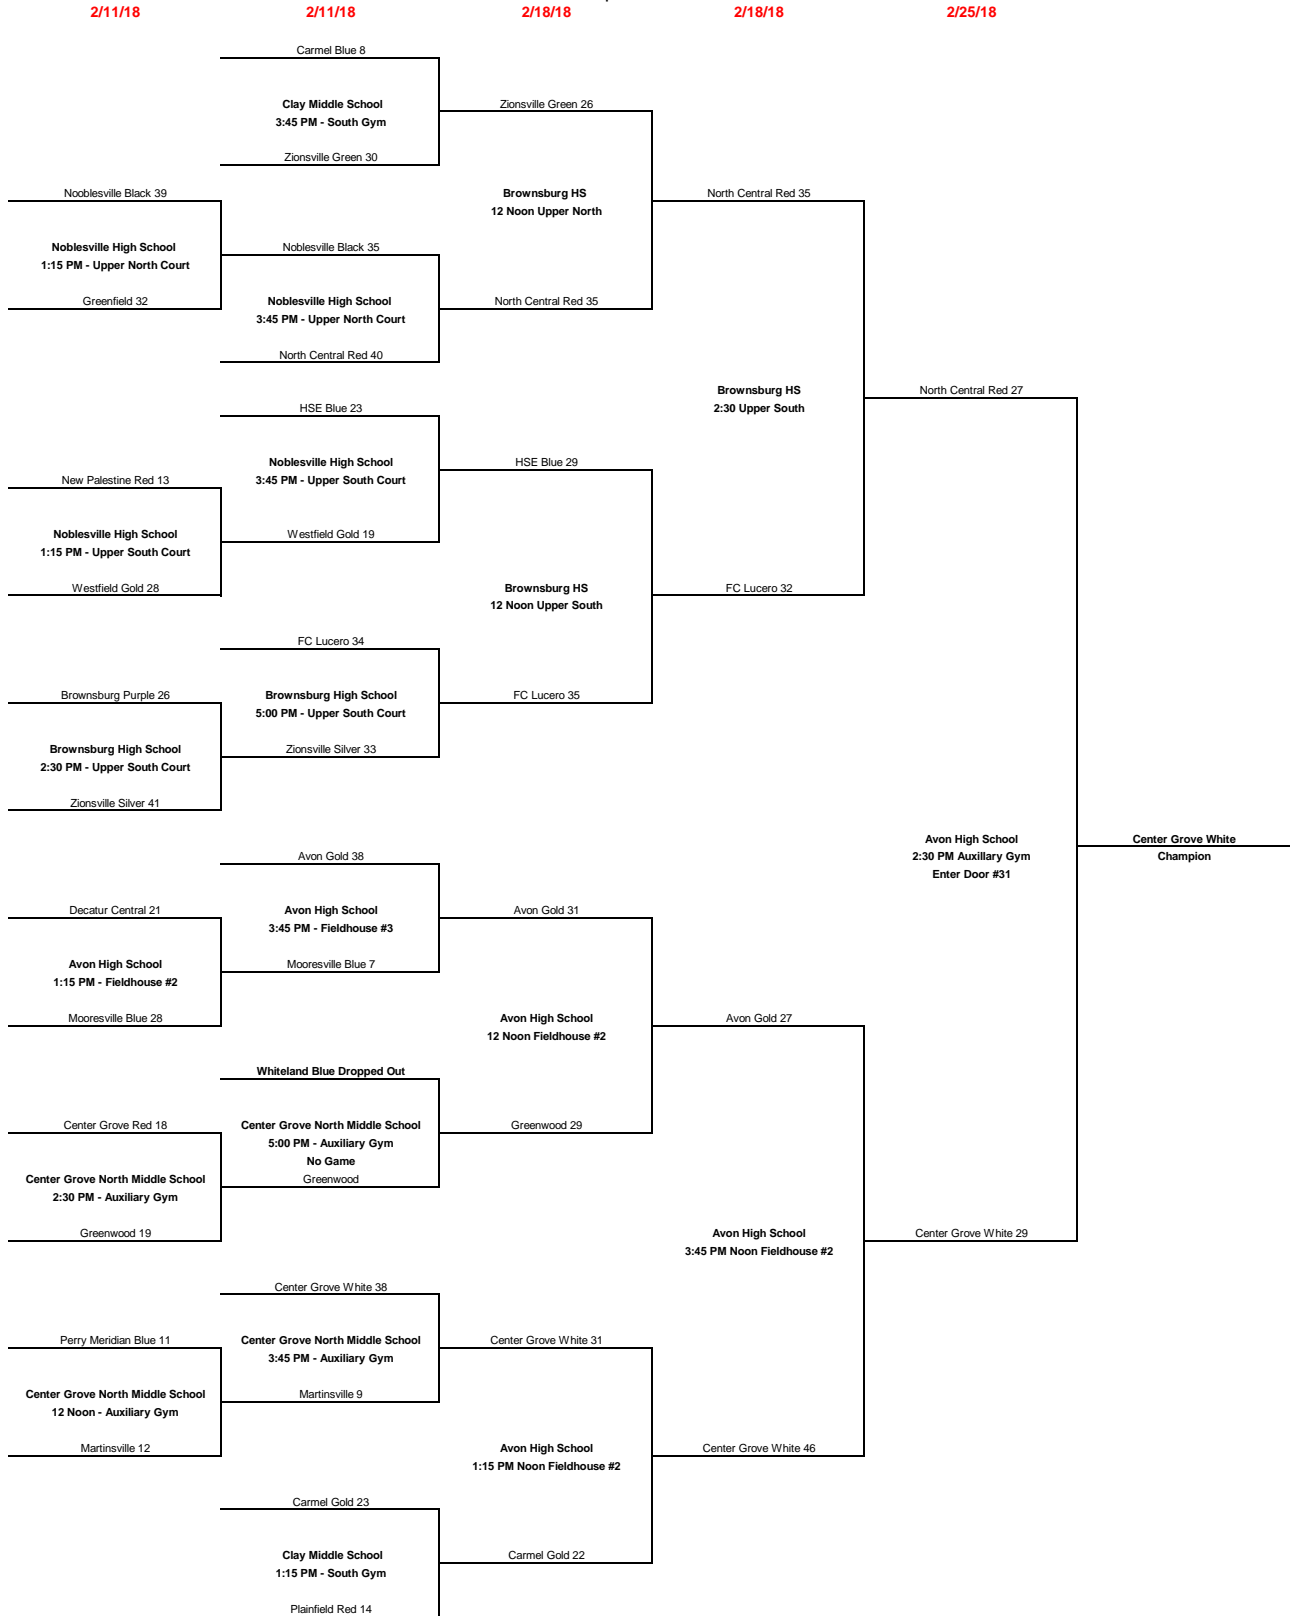 2/11/18 2/11/18 2/18/18 2/18/18 2/25/18
Carmel Blue 8
Clay Middle School
3:45 PM - South Gym
Zionsville Green 26
Zionsville Green 30
Nooblesville Black 39
Brownsburg HS
12 Noon Upper North
North Central Red 35
Noblesville High School
1:15 PM - Upper North Court
Noblesville Black 35
Greenfield 32
Noblesville High School
3:45 PM - Upper North Court
North Central Red 35
North Central Red 40
Brownsburg HS
2:30 Upper South
North Central Red 27
HSE Blue 23
Noblesville High School
3:45 PM - Upper South Court
HSE Blue 29
New Palestine Red 13
Noblesville High School
1:15 PM - Upper South Court
Westfield Gold 19
Westfield Gold 28
Brownsburg HS
12 Noon Upper South
FC Lucero 32
FC Lucero 34
Brownsburg Purple 26
Brownsburg High School
5:00 PM - Upper South Court
FC Lucero 35
Brownsburg High School
2:30 PM - Upper South Court
Zionsville Silver 33
Zionsville Silver 41
Avon High School
2:30 PM Auxillary Gym
Enter Door #31
Center Grove White
Champion
Avon Gold 38
Decatur Central 21
Avon High School
3:45 PM - Fieldhouse #3
Avon Gold 31
Avon High School
1:15 PM - Fieldhouse #2
Mooresville Blue 7
Mooresville Blue 28
Avon High School
12 Noon Fieldhouse #2
Avon Gold 27
Whiteland Blue Dropped Out
Center Grove Red 18
Center Grove North Middle School
5:00 PM - Auxiliary Gym
No Game
Greenwood
Greenwood 29
Center Grove North Middle School
2:30 PM - Auxiliary Gym
Greenwood 19
Avon High School
3:45 PM Noon Fieldhouse #2
Center Grove White 29
Center Grove White 38
Perry Meridian Blue 11
Center Grove North Middle School
3:45 PM - Auxiliary Gym
Center Grove White 31
Center Grove North Middle School
12 Noon - Auxiliary Gym
Martinsville 9
Martinsville 12
Avon High School
1:15 PM Noon Fieldhouse #2
Center Grove White 46
Carmel Gold 23
Clay Middle School
1:15 PM - South Gym
Carmel Gold 22
Plainfield Red 14